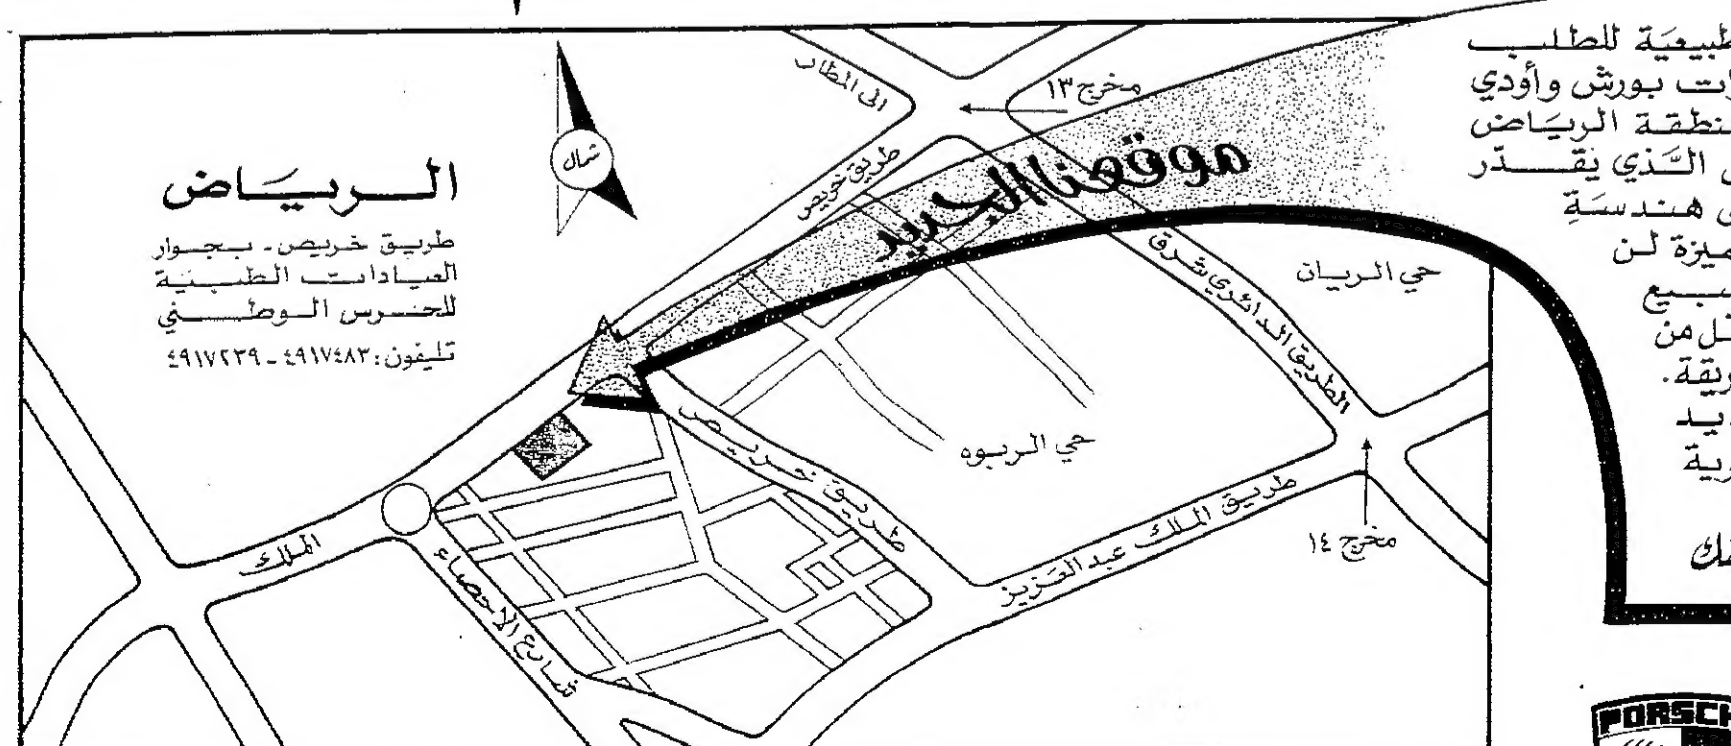 طبيعية للطلب
بورش وأودي
الرياض
الذي يقدر
هندسة
لن
من
موقعنا الجديد
شمال
الى المطار
مخرج ١٣
طريق خريص
الرياض
طريق خريص - بجوار
العيادات الطبية
للحرس الوطني
تليفون: ٤٩١٧٤٨٣ - ٤٩١٧٢٣٩
حي الريان
الطريق الدائري شرق
حي الربوه
طريق خريص
طريق الملك عبد العزيز
مخرج ١٤
الملك
شارع الاحصاء
PORSCH